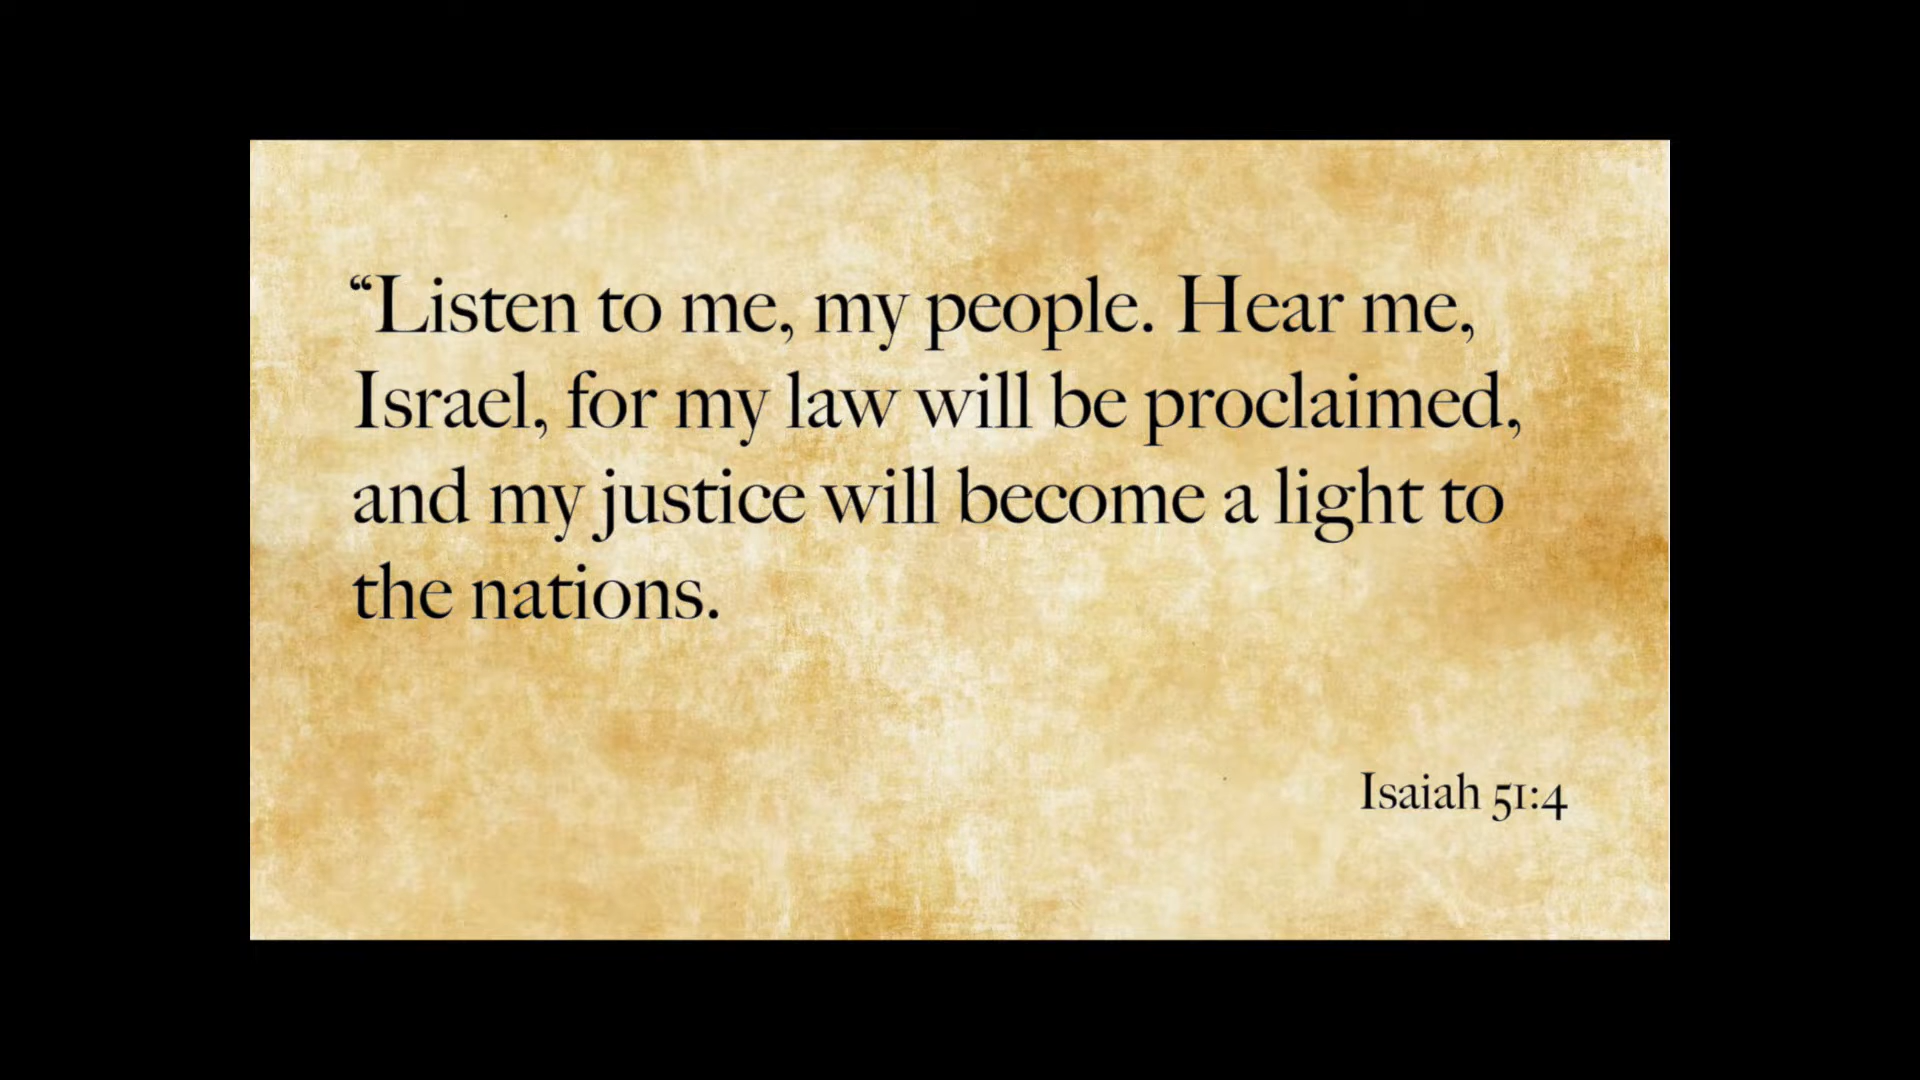 “Listen to me, my people. Hear me,
Israel, for my law will be proclaimed,
and my justice will become a light to
the nations.
Isaiah 51:4